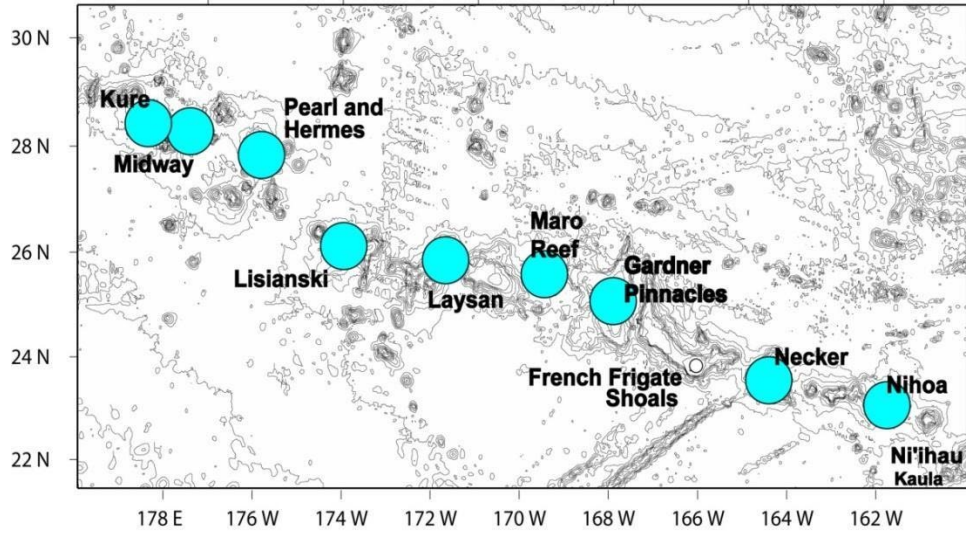 30 N
28 N
26 N
24 N
22 N
Kure
Midway
Pearl and
Hermes
Lisianski
Laysan
Maro
Reef
Gardner
Pinnacles
French Frigate
Shoals
Necker
Nihoa
Ni'ihau
Kaula
178 E
176 W
174 W
172 W
170 W
168 W
166 W
164 W
162 W